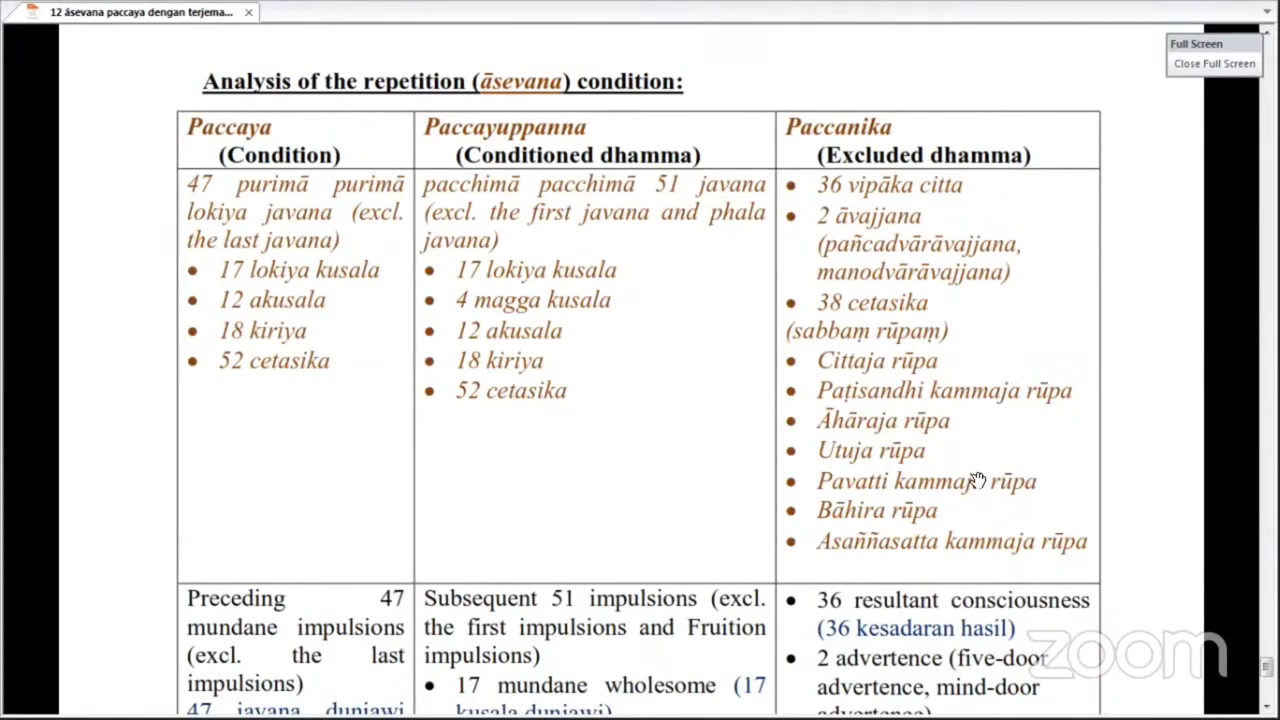 12 āsevana paccaya dengan terjema...
Full Screen
Close Full Screen
Analysis of the repetition (āsevana) condition:
Paccaya
(Condition)
47 purimā purimā
lokiya javana (excl.
the last javana)
• 17 lokiya kusala
• 12 akusala
• 18 kiriya
• 52 cetasika
Paccayuppanna
(Conditioned dhamma)
pacchimā pacchimā 51 javana
(excl. the first javana and phala
javana)
• 17 lokiya kusala
• 4 magga kusala
• 12 akusala
• 18 kiriya
• 52 cetasika
Paccanika
(Excluded dhamma)
• 36 vipāka citta
• 2 āvajjana
(pañcadvārāvajjana,
manodvārāvajjana)
• 38 cetasika
(sabbaṃ rūpaṃ)
• Cittaja rūpa
• Paṭisandhi kammaja rūpa
• Āhāraja rūpa
• Utuja rūpa
• Pavatti kammaja rūpa
• Bāhira rūpa
• Asaññasatta kammaja rūpa
Preceding 47
mundane impulsions
(excl. the last
impulsions)
47 javana duniawi
Subsequent 51 impulsions (excl.
the first impulsions and Fruition
impulsions)
• 17 mundane wholesome (17
kusala duniawi)
• 36 resultant consciousness
(36 kesadaran hasil)
• 2 advertence (five-door
advertence, mind-door
advertence)
zoom